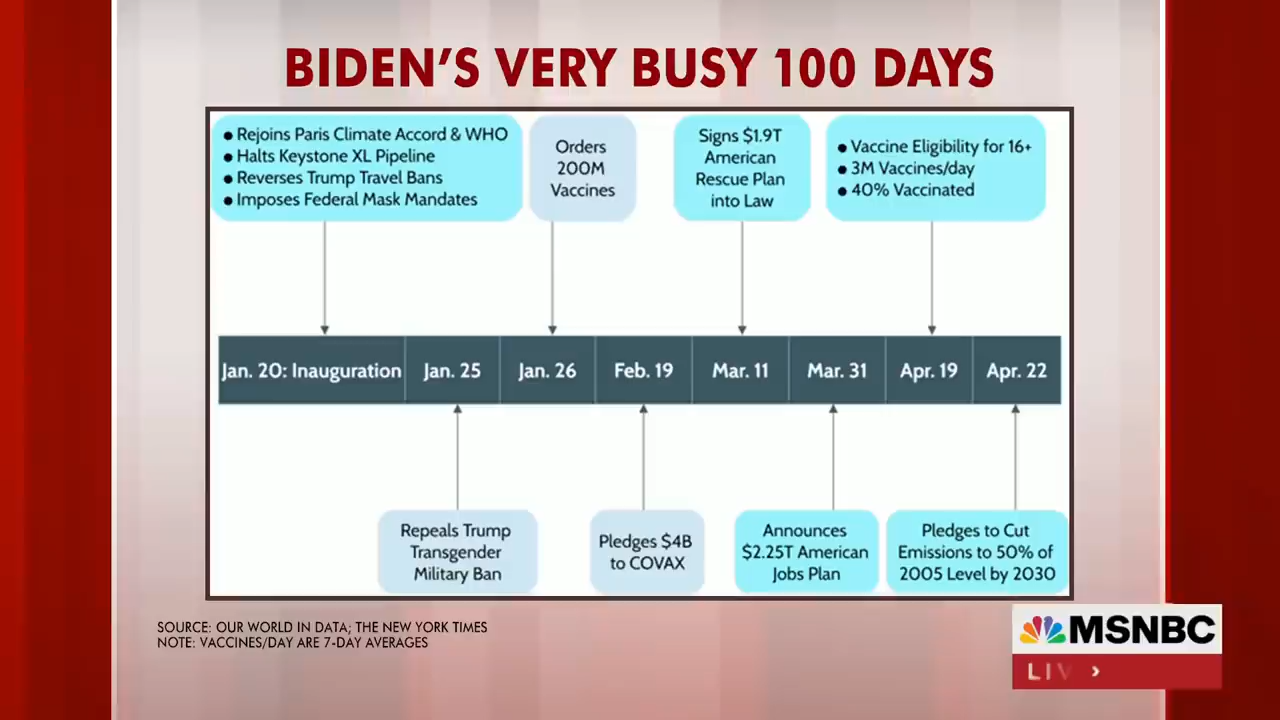 BIDEN'S VERY BUSY 100 DAYS
● Rejoins Paris Climate Accord & WHO
● Halts Keystone XL Pipeline
● Reverses Trump Travel Bans
● Imposes Federal Mask Mandates
Orders
200M
Vaccines
Signs $1.9T
American
Rescue Plan
into Law
● Vaccine Eligibility for 16+
● 3M Vaccines/day
● 40% Vaccinated
Jan. 20: Inauguration
Jan. 25
Jan. 26
Feb. 19
Mar. 11
Mar. 31
Apr. 19
Apr. 22
Repeals Trump
Transgender
Military Ban
Pledges $4B
to COVAX
Announces
$2.25T American
Jobs Plan
Pledges to Cut
Emissions to 50% of
2005 Level by 2030
SOURCE: OUR WORLD IN DATA; THE NEW YORK TIMES
NOTE: VACCINES/DAY ARE 7-DAY AVERAGES
MSNBC
LIV ›